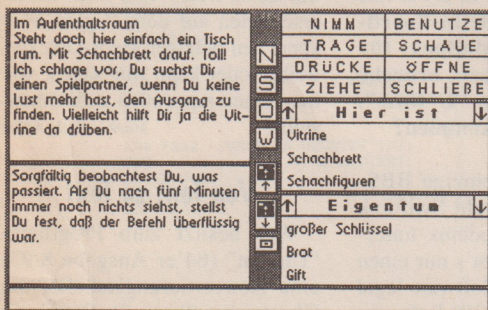 Im Aufenthaltsraum
Steht doch hier einfach ein Tisch
rum. Mit Schachbrett drauf. Toll!
Ich schlage vor, Du suchst Dir
einen Spielpartner, wenn Du keine
Lust mehr hast, den Ausgang zu
finden. Vielleicht hilft Dir ja die Vit-
rine da drüben.
Sorgfältig beobachtest Du, was
passiert. Als Du nach fünf Minuten
immer noch nichts siehst, stellst
Du fest, daß der Befehl überflüssig
war.
N
S
O
W
NIMM BENUTZE
TRAGE SCHAUE
DRÜCKE ÖFFNE
ZIEHE SCHLIEßE
↑ Hier ist ↓
Vitrine
Schachbrett
Schachfiguren
↑ Eigentum ↓
großer Schlüssel
Brot
Gift